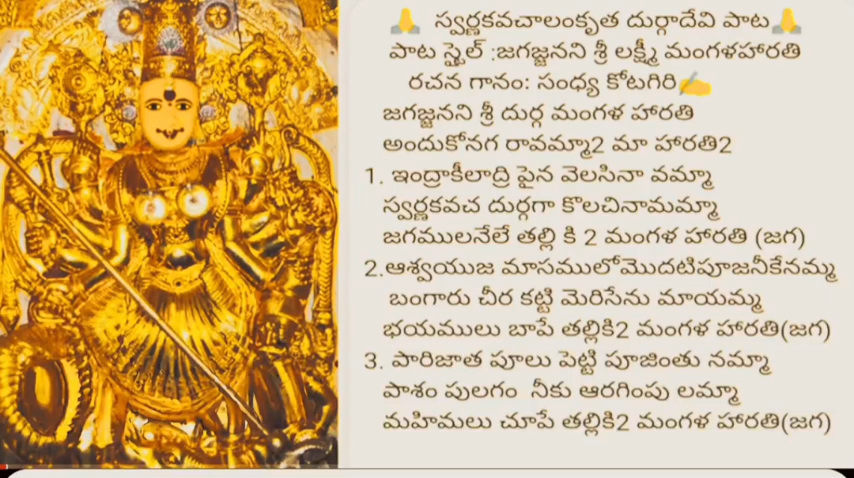 🙏 స్వర్ణకవచాలంకృత దుర్గాదేవి పాట🙏
పాట స్టైల్ :జగజ్జనని శ్రీ లక్ష్మీ మంగళహారతి
రచన గానం: సంధ్య కోటగిరి✍️
జగజ్జనని శ్రీ దుర్గ మంగళ హారతి
అందుకోనగ రావమ్మా2 మా హారతి2
1. ఇంద్రాకీలాద్రి పైన వెలసినా వమ్మా
స్వర్ణకవచ దుర్గగా కొలచినామమ్మా
జగములనేలే తల్లి కి 2 మంగళ హారతి (జగ)
2.ఆశ్వయుజ మాసములోమొదటిపూజనీకేనమ్మ
బంగారు చీర కట్టి మెరిసేను మాయమ్మ
భయములు బాపే తల్లికి2 మంగళ హారతి(జగ)
3. పారిజాత పూలు పెట్టి పూజింతు నమ్మా
పాశం పులగం నీకు ఆరగింపు లమ్మా
మహిమలు చూపే తల్లికి2 మంగళ హారతి(జగ)